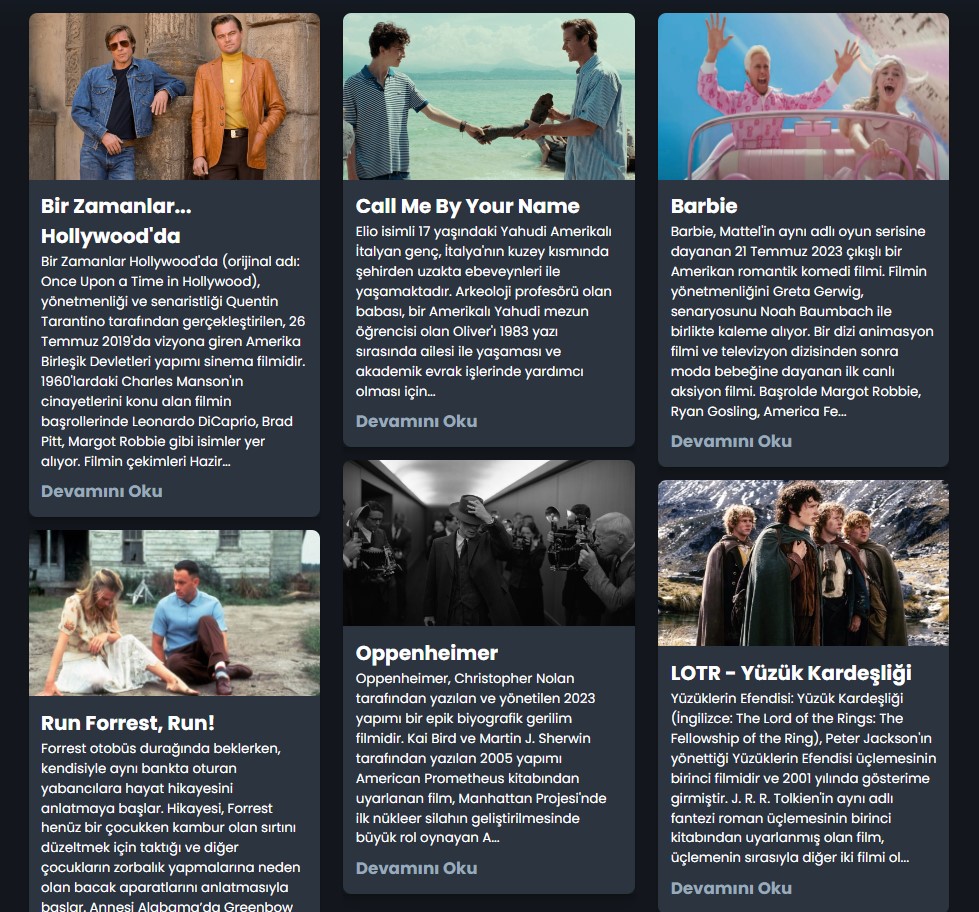 Bir Zamanlar...
Hollywood'da
Bir Zamanlar Hollywood'da (orijinal adı:
Once Upon a Time in Hollywood),
yönetmenliği ve senaristliği Quentin
Tarantino tarafından gerçekleştirilen, 26
Temmuz 2019'da vizyona giren Amerika
Birleşik Devletleri yapımı sinema filmidir.
1960'lardaki Charles Manson'ın
cinayetlerini konu alan filmin
başrollerinde Leonardo DiCaprio, Brad
Pitt, Margot Robbie gibi isimler yer
alıyor. Filmin çekimleri Hazir...
Devamını Oku
Run Forrest, Run!
Forrest otobüs durağında beklerken,
kendisiyle aynı bankta oturan
yabancılara hayat hikayesini
anlatmaya başlar. Hikayesi, Forrest
henüz bir çocukken kambur olan sırtını
düzeltmek için taktığı ve diğer
çocukların zorbalık yapmalarına neden
olan bacak aparatlarını anlatmasıyla
başlar. Annesi Alabama’da Greenbow
Call Me By Your Name
Elio isimli 17 yaşındaki Yahudi Amerikalı
İtalyan genç, İtalya'nın kuzey kısmında
şehirden uzakta ebeveynleri ile
yaşamaktadır. Arkeoloji profesörü olan
babası, bir Amerikalı Yahudi mezun
öğrencisi olan Oliver'ı 1983 yazı
sırasında ailesi ile yaşaması ve
akademik evrak işlerinde yardımcı
olması için...
Devamını Oku
Oppenheimer
Oppenheimer, Christopher Nolan
tarafından yazılan ve yönetilen 2023
yapımı bir epik biyografik gerilim
filmidir. Kai Bird ve Martin J. Sherwin
tarafından yazılan 2005 yapımı
American Prometheus kitabından
uyarlanan film, Manhattan Projesi'nde
ilk nükleer silahın geliştirilmesinde
büyük rol oynayan A...
Devamını Oku
Barbie
Barbie, Mattel'in aynı adlı oyun serisine
dayanan 21 Temmuz 2023 çıkışlı bir
Amerikan romantik komedi filmi. Filmin
yönetmenliğini Greta Gerwig,
senaryosunu Noah Baumbach ile
birlikte kaleme alıyor. Bir dizi animasyon
filmi ve televizyon dizisinden sonra
moda bebeğine dayanan ilk canlı
aksiyon filmi. Başrolde Margot Robbie,
Ryan Gosling, America Fe...
Devamını Oku
LOTR - Yüzük Kardeşliği
Yüzüklerin Efendisi: Yüzük Kardeşliği
(İngilizce: The Lord of the Rings: The
Fellowship of the Ring), Peter Jackson'ın
yönettiği Yüzüklerin Efendisi üçlemesinin
birinci filmidir ve 2001 yılında gösterime
girmiştir. J. R. R. Tolkien'in aynı adlı
fantezi roman üçlemesinin birinci
kitabından uyarlanmış olan film,
üçlemenin sırasıyla diğer iki filmi ol...
Devamını Oku